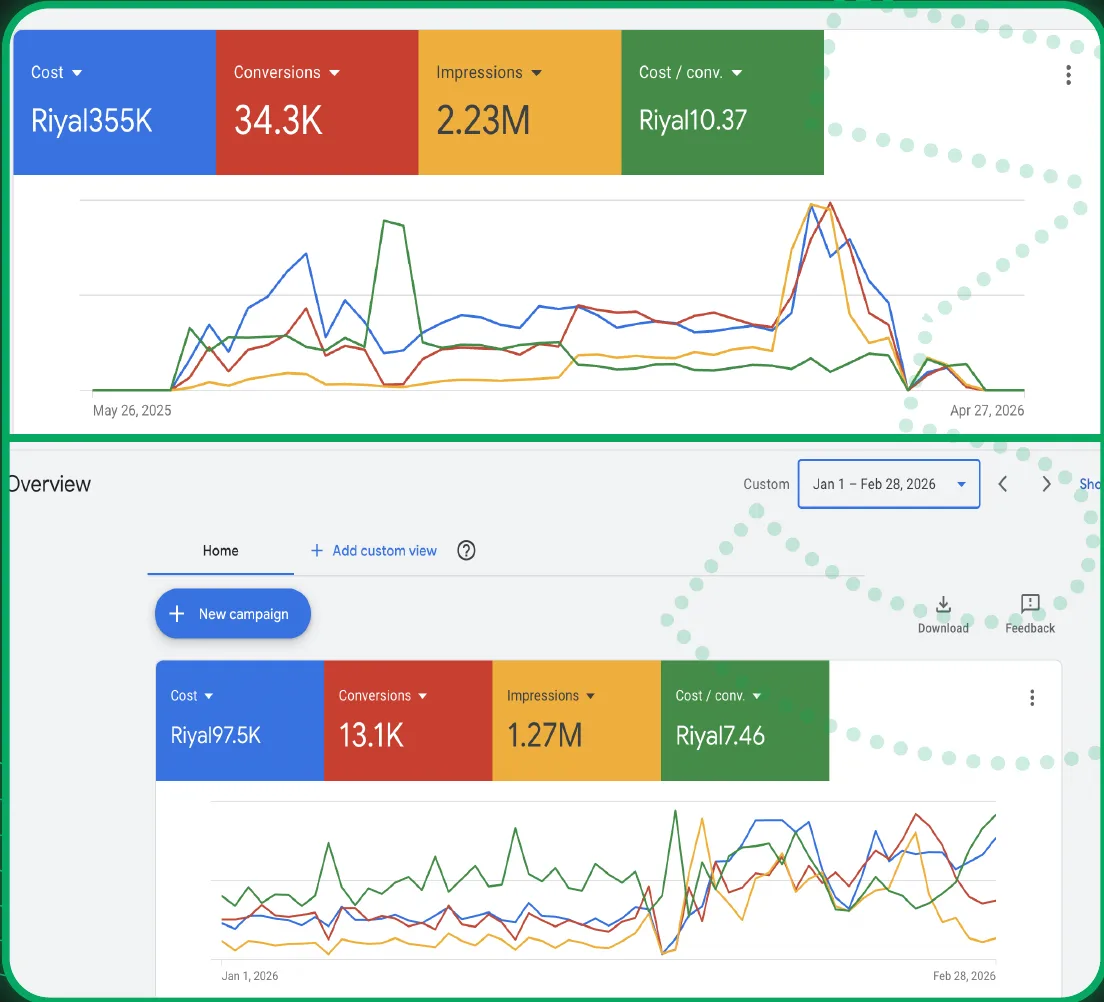 Cost Conversions Impressions Cost / conv.
Riyal355K 34.3K 2.23M Riyal10.37
May 26, 2025 Apr 27, 2026
Overview Custom Jan 1 – Feb 28, 2026 Sho
Home + Add custom view ?
+ New campaign
Download Feedback
Cost Conversions Impressions Cost / conv.
Riyal97.5K 13.1K 1.27M Riyal7.46
Jan 1, 2026 Feb 28, 2026